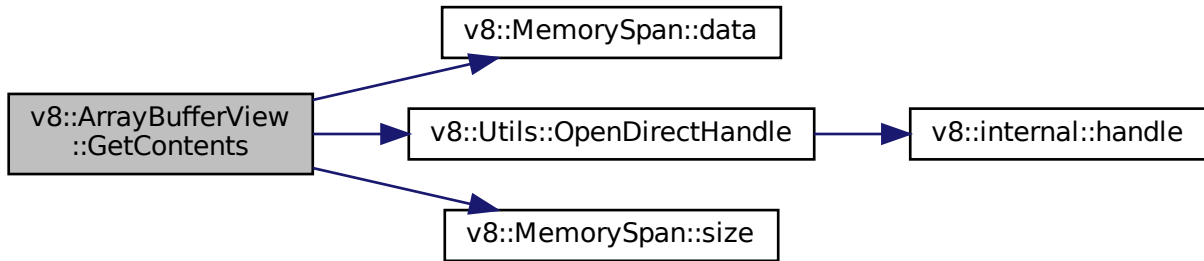 v8::MemorySpan::data
v8::ArrayBufferView
::GetContents
v8::Utils::OpenDirectHandle
v8::internal::handle
v8::MemorySpan::size